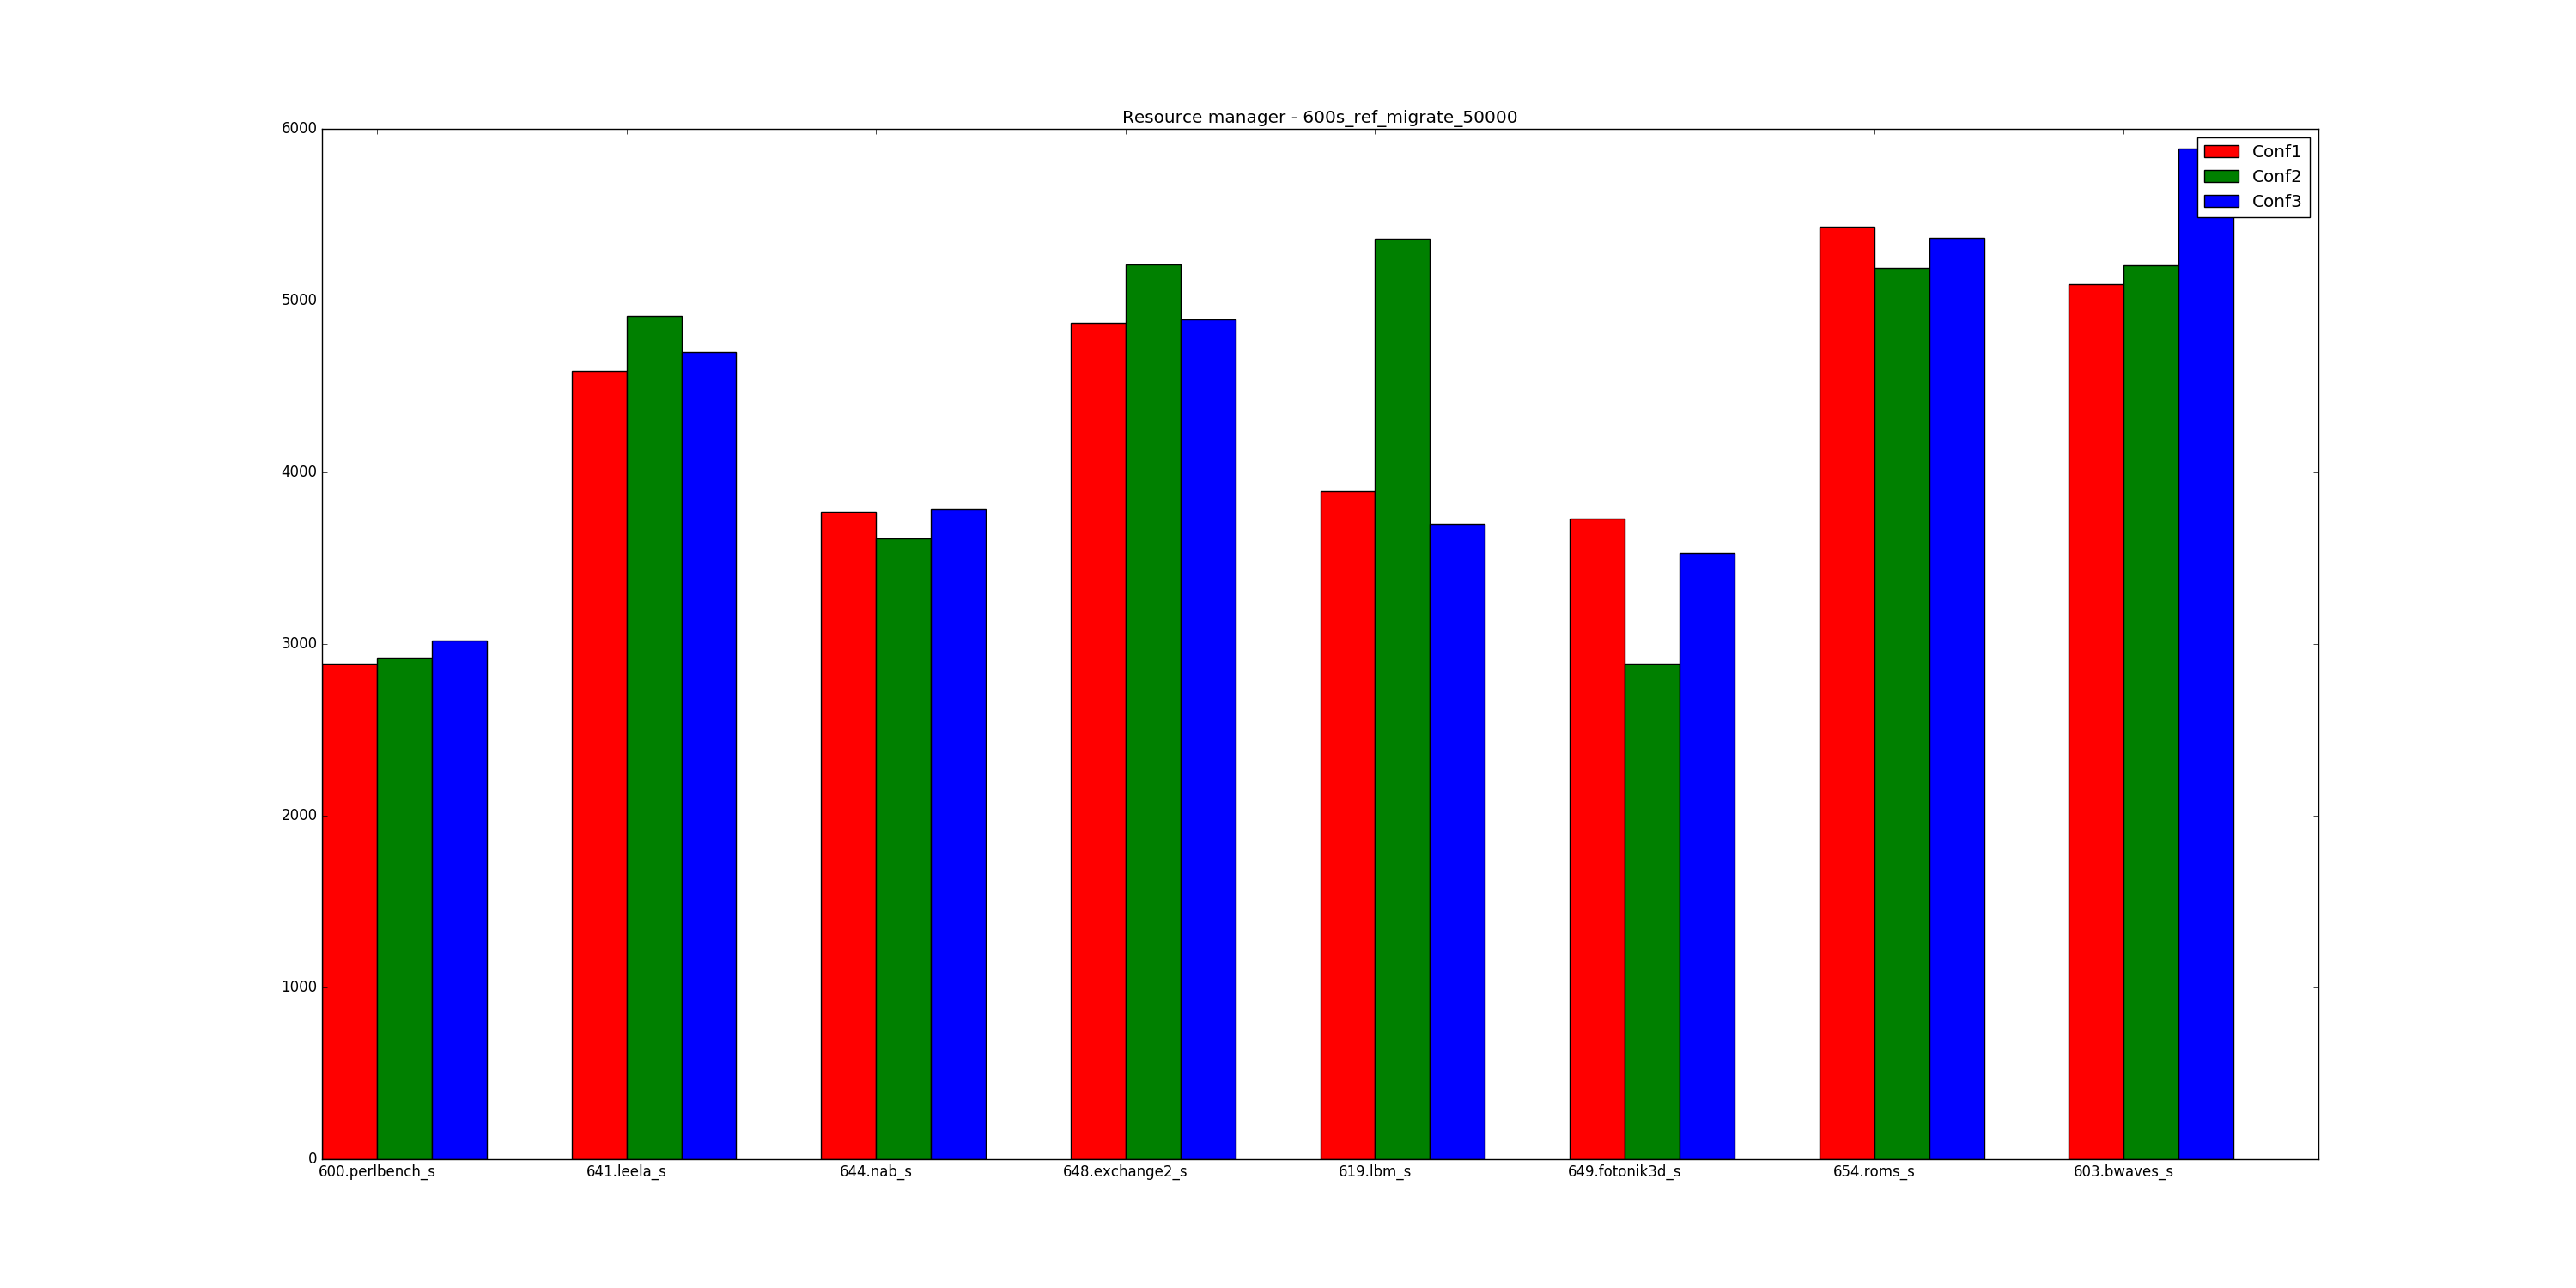 Resource manager - 600s_ref_migrate_50000
6000
5000
4000
3000
2000
1000
0
Conf1
Conf2
Conf3
600.perlbench_s
641.leela_s
644.nab_s
648.exchange2_s
619.lbm_s
649.fotonik3d_s
654.roms_s
603.bwaves_s